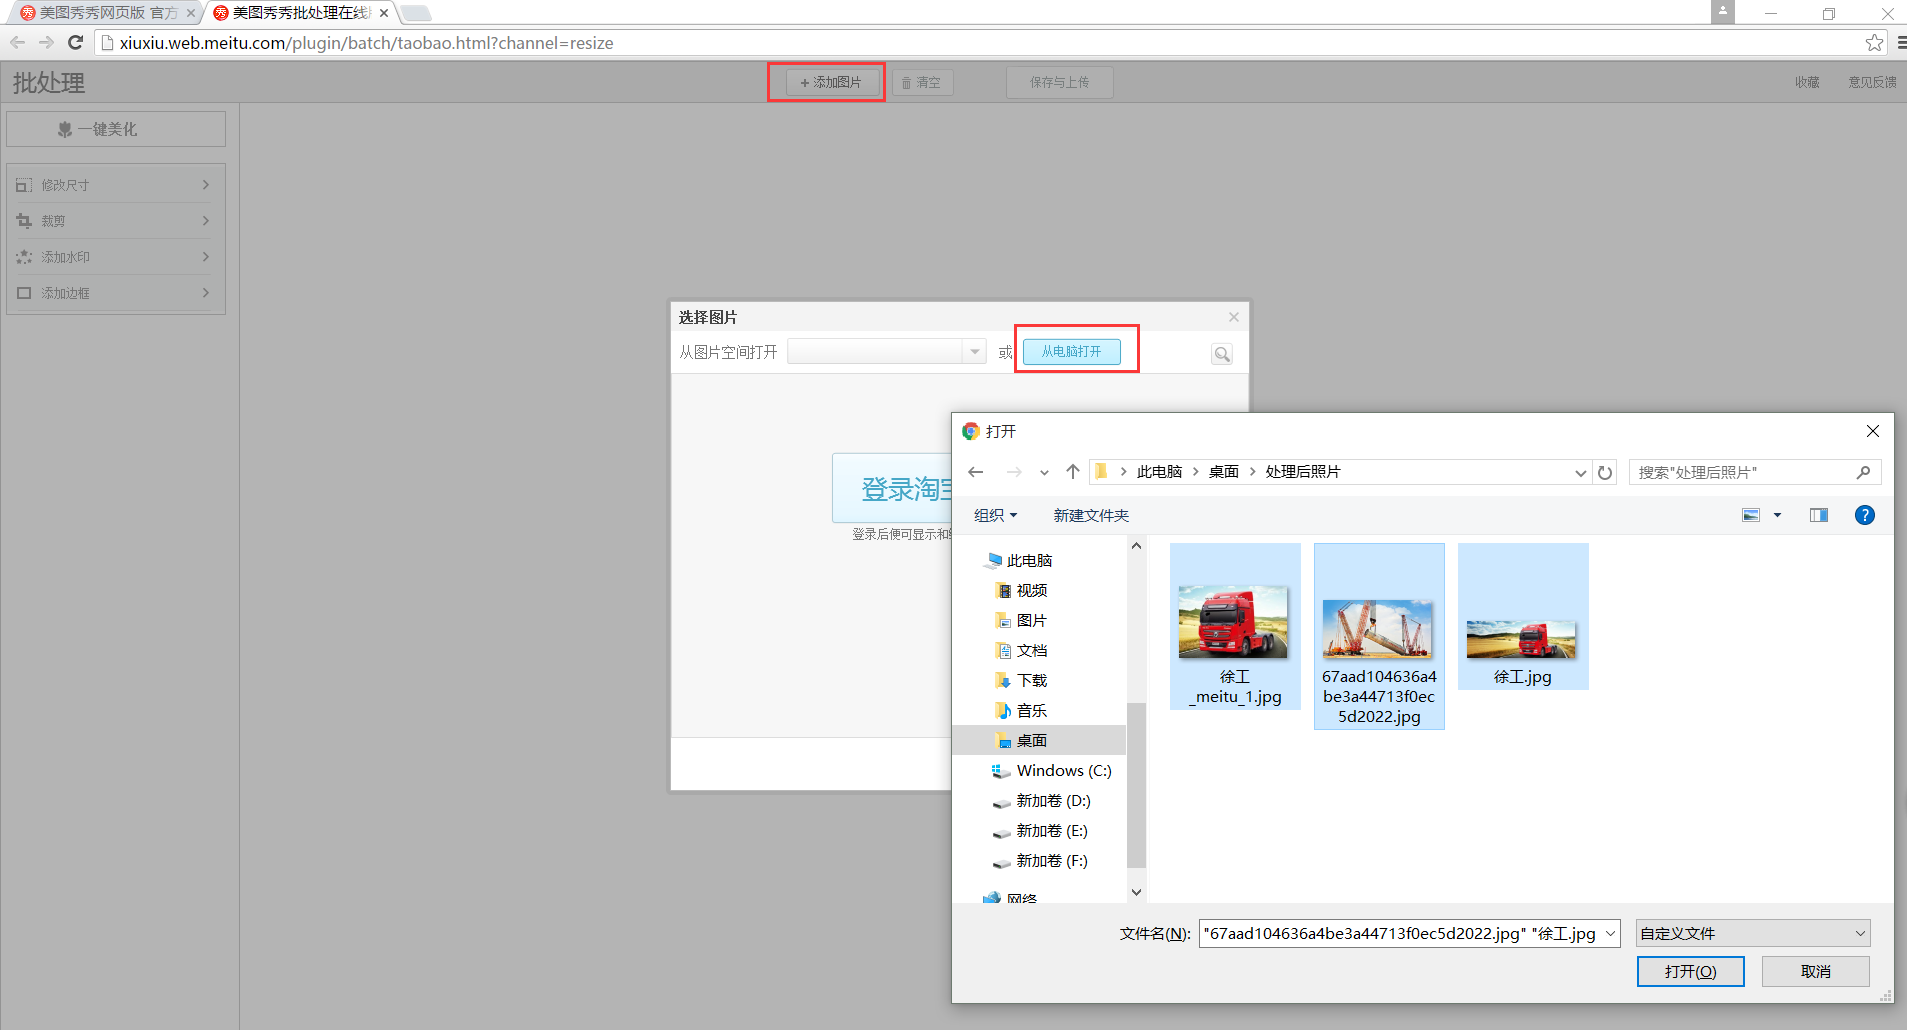 美图秀秀网页版 官方
美图秀秀批处理在线
xiuxiu.web.meitu.com/plugin/batch/taobao.html?channel=resize
批处理
+ 添加图片
清空
保存与上传
收藏
意见反馈
一键美化
修改尺寸
裁剪
添加水印
添加边框
选择图片
从图片空间打开
或
从电脑打开
登录淘宝
登录后便可显示和
打开
此电脑 > 桌面 > 处理后照片
搜索"处理后照片"
组织
新建文件夹
此电脑
视频
图片
文档
下载
音乐
桌面
Windows (C:)
新加卷 (D:)
新加卷 (E:)
新加卷 (F:)
网络
徐工
_meitu_1.jpg
67aad104636a4
be3a44713f0ec
5d2022.jpg
徐工.jpg
文件名(N):
"67aad104636a4be3a44713f0ec5d2022.jpg" "徐工.jpg
自定义文件
打开(O)
取消